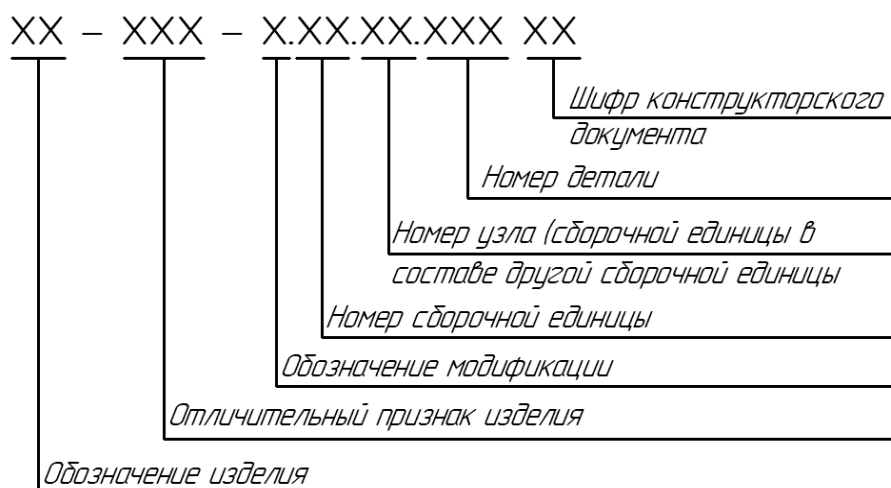 XX - XXX - X.XX.XX.XXX XX
Шифр конструкторского
документа
Номер детали
Номер узла (сборочной единицы в
составе другой сборочной единицы
Номер сборочной единицы
Обозначение модификации
Отличительный признак изделия
Обозначение изделия